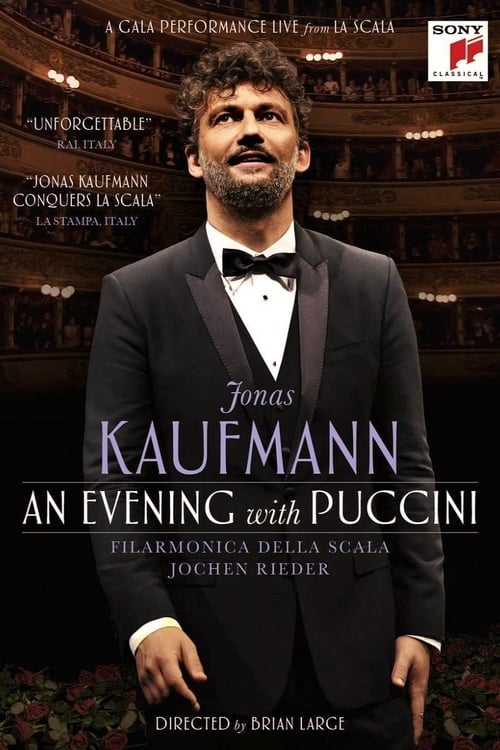 A GALA PERFORMANCE LIVE from LA SCALA
SONY
CLASSICAL
“UNFORGETTABLE”
RAI, ITALY
“JONAS KAUFMANN
CONQUERS LA SCALA”
LA STAMPA, ITALY
Jonas
KAUFMANN
AN EVENING with PUCCINI
FILARMONICA DELLA SCALA
JOCHEN RIEDER
DIRECTED by BRIAN LARGE